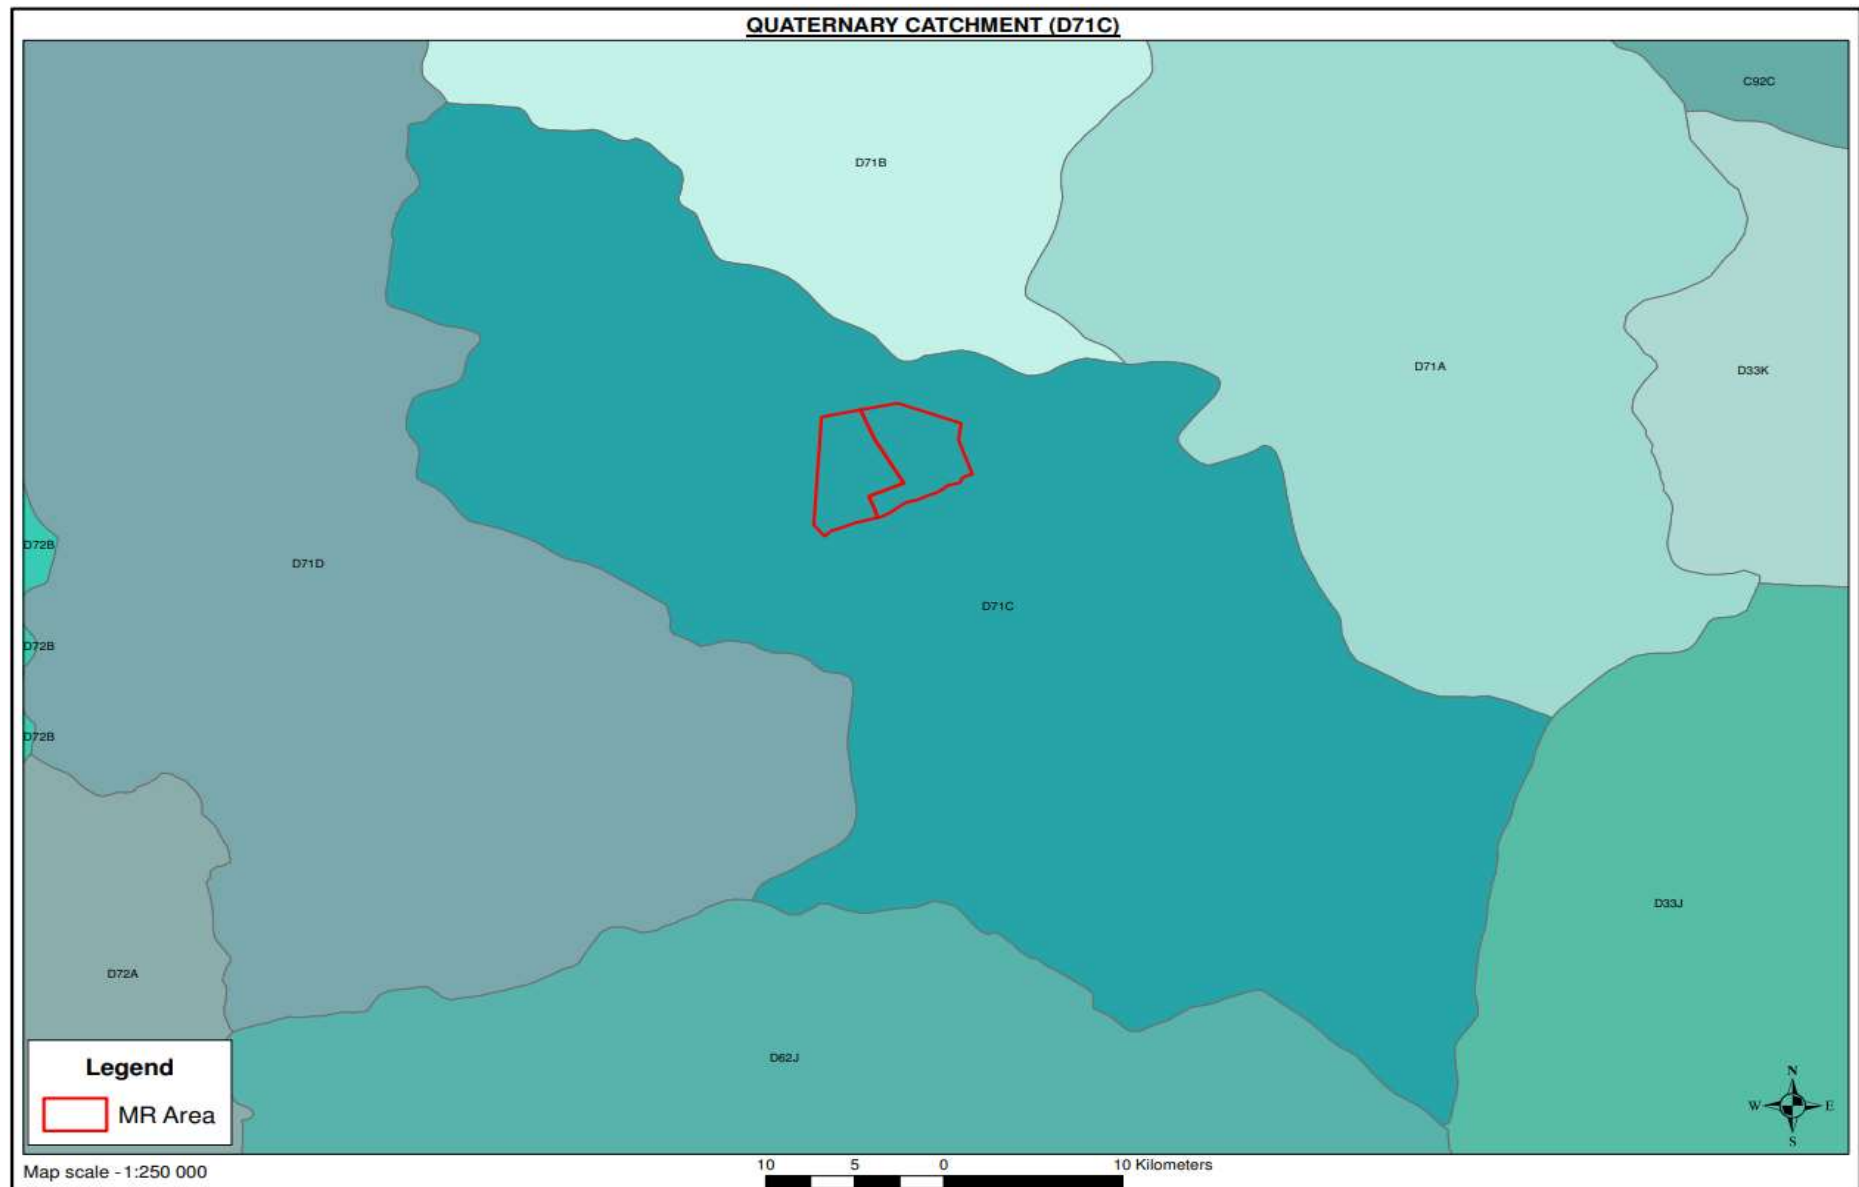 QUATERNARY CATCHMENT (D71C)
C92C
D71B
D71A
D33K
D72B
D71D
D71C
D72B
D72B
D33J
D72A
D62J
Legend
MR Area
N
W E
S
Map scale - 1:250 000
10 5 0 10 Kilometers